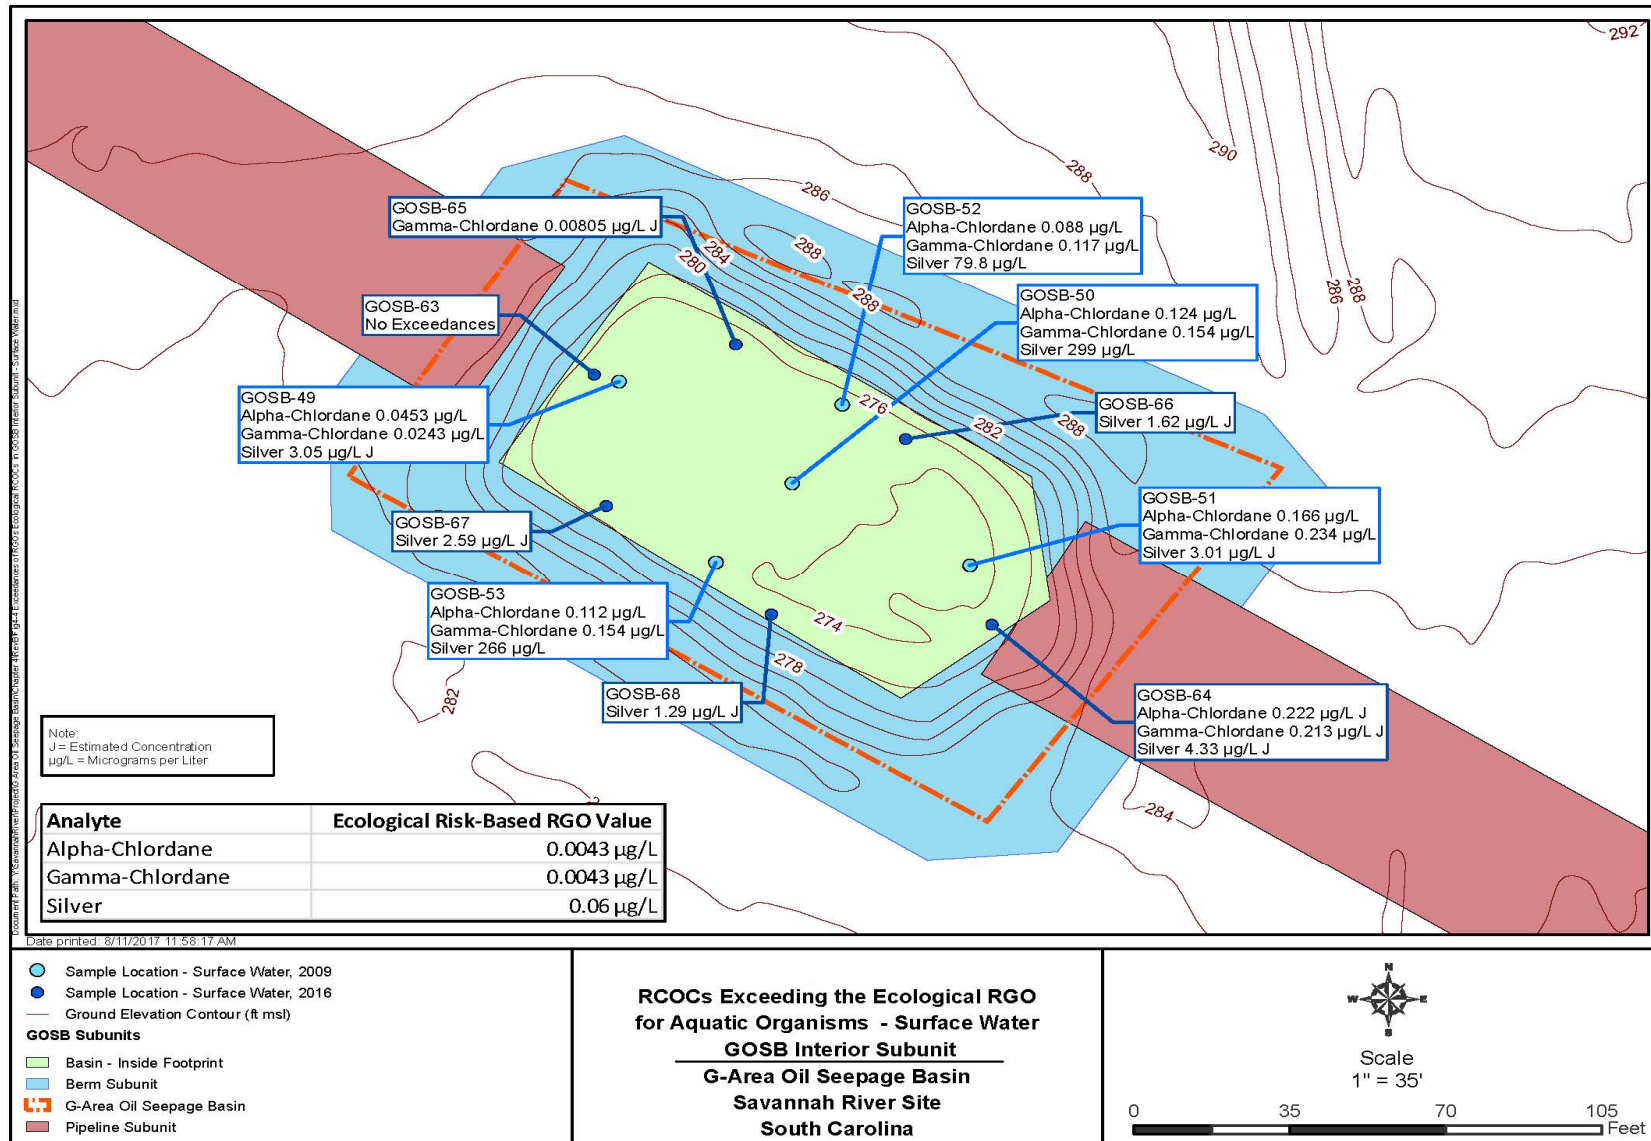 292
290
288
286
GOSB-65
Gamma-Chlordane 0.00805 µg/L J
GOSB-52
Alpha-Chlordane 0.088 µg/L
Gamma-Chlordane 0.117 µg/L
Silver 79.8 µg/L
284
280
288
288
286
288
GOSB-63
No Exceedances
GOSB-50
Alpha-Chlordane 0.124 µg/L
Gamma-Chlordane 0.154 µg/L
Silver 299 µg/L
GOSB-49
Alpha-Chlordane 0.0453 µg/L
Gamma-Chlordane 0.0243 µg/L
Silver 3.05 µg/L J
276
282
288
GOSB-66
Silver 1.62 µg/L J
GOSB-67
Silver 2.59 µg/L J
GOSB-51
Alpha-Chlordane 0.166 µg/L
Gamma-Chlordane 0.234 µg/L
Silver 3.01 µg/L J
GOSB-53
Alpha-Chlordane 0.112 µg/L
Gamma-Chlordane 0.154 µg/L
Silver 266 µg/L
274
278
282
GOSB-68
Silver 1.29 µg/L J
GOSB-64
Alpha-Chlordane 0.222 µg/L J
Gamma-Chlordane 0.213 µg/L J
Silver 4.33 µg/L J
284
Note:
J = Estimated Concentration
µg/L = Micrograms per Liter
Analyte Ecological Risk-Based RGO Value
Alpha-Chlordane 0.0043 µg/L
Gamma-Chlordane 0.0043 µg/L
Silver 0.06 µg/L
Date printed: 8/11/2017 11:58:17 AM
Sample Location - Surface Water, 2009
Sample Location - Surface Water, 2016
Ground Elevation Contour (ft msl)
GOSB Subunits
Basin - Inside Footprint
Berm Subunit
G-Area Oil Seepage Basin
Pipeline Subunit
RCOCs Exceeding the Ecological RGO
for Aquatic Organisms - Surface Water
GOSB Interior Subunit
G-Area Oil Seepage Basin
Savannah River Site
South Carolina
N
W E
S
Scale
1" = 35'
0 35 70 105
Feet